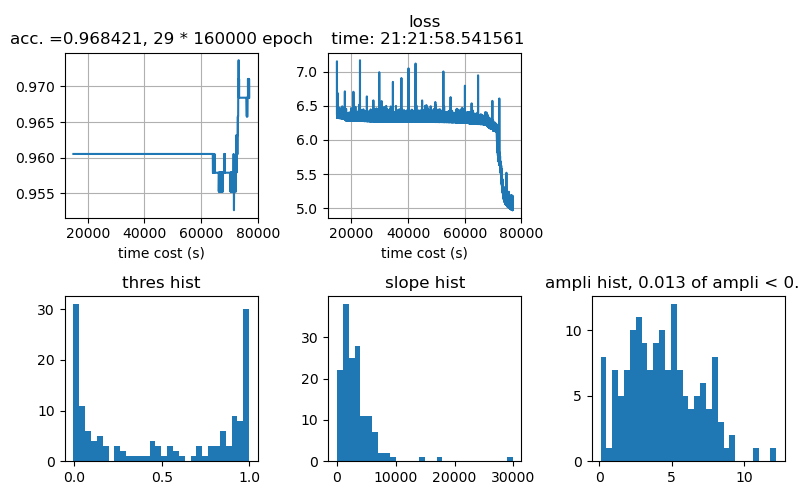 acc. =0.968421, 29 * 160000 epoch
loss
time: 21:21:58.541561
0.970
0.965
0.960
0.955
20000 40000 60000 80000
time cost (s)
7.0
6.5
6.0
5.5
5.0
20000 40000 60000 80000
time cost (s)
thres hist
30
20
10
0
0.0 0.5 1.0
slope hist
30
20
10
0
0 10000 20000 30000
ampli hist, 0.013 of ampli < 0.
10
5
0
0 5 10